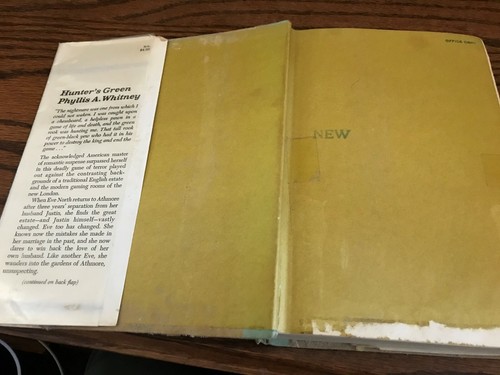 Hunter's Green
Phyllis A. Whitney
"The nightmare was one from which I
could not waken. I was caught upon
a chessboard, a helpless pawn in a
game of life and death, and the green
rook was hunting me. That tall rook
of green-black yew who had it in his
power to destroy the king and end the
game . . ."
The acknowledged American master
of romantic suspense surpassed herself
in this deadly game of terror played
out against the contrasting back-
grounds of a traditional English estate
and the modern gaming rooms of the
new London.
When Eve North returns to Athmore
after three years' separation from her
husband Justin, she finds the great
estate—and Justin himself—vastly
changed. Eve too has changed. She
knows now the mistakes she made in
her marriage in the past, and she now
dares to win back the love of her
own husband. Like another Eve, she
wanders into the gardens of Athmore,
unsuspecting.
(continued on back flap)
NEW